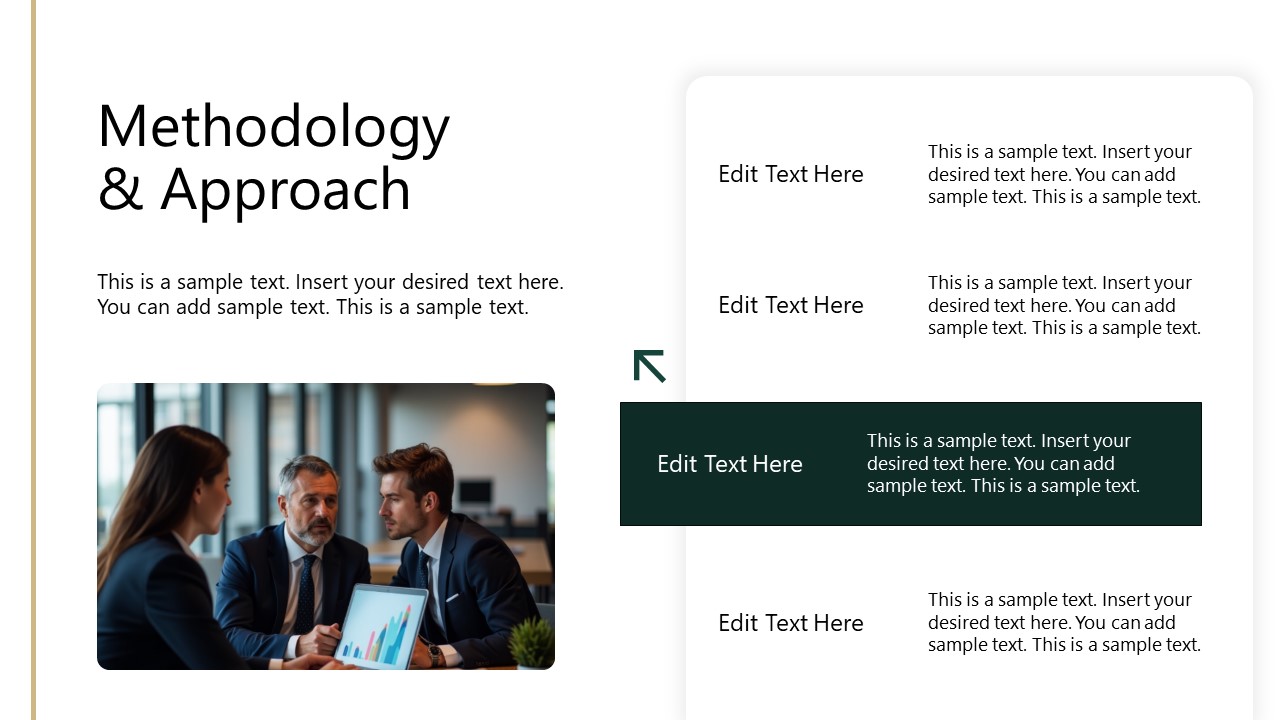 Methodology
& Approach
This is a sample text. Insert your desired text here.
You can add sample text. This is a sample text.
Edit Text Here
This is a sample text. Insert your
desired text here. You can add
sample text. This is a sample text.
Edit Text Here
This is a sample text. Insert your
desired text here. You can add
sample text. This is a sample text.
Edit Text Here
This is a sample text. Insert your
desired text here. You can add
sample text. This is a sample text.
Edit Text Here
This is a sample text. Insert your
desired text here. You can add
sample text. This is a sample text.